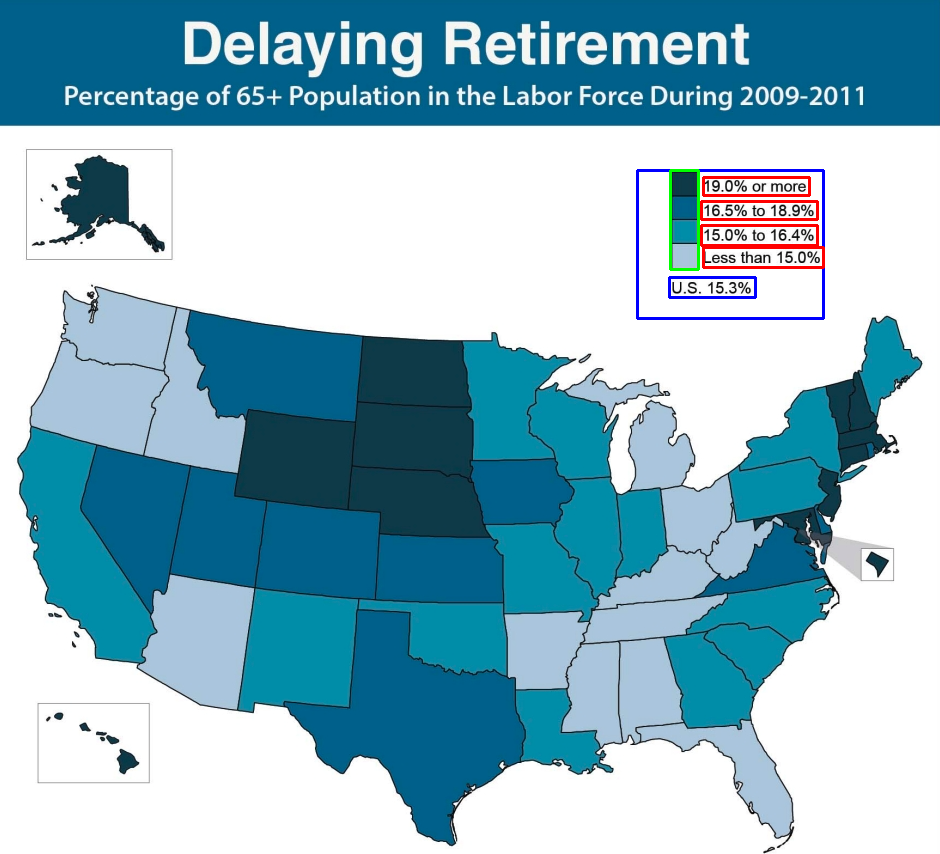 Delaying Retirement
Percentage of 65+ Population in the Labor Force During 2009-2011
19.0% or more
16.5% to 18.9%
15.0% to 16.4%
Less than 15.0%
U.S. 15.3%